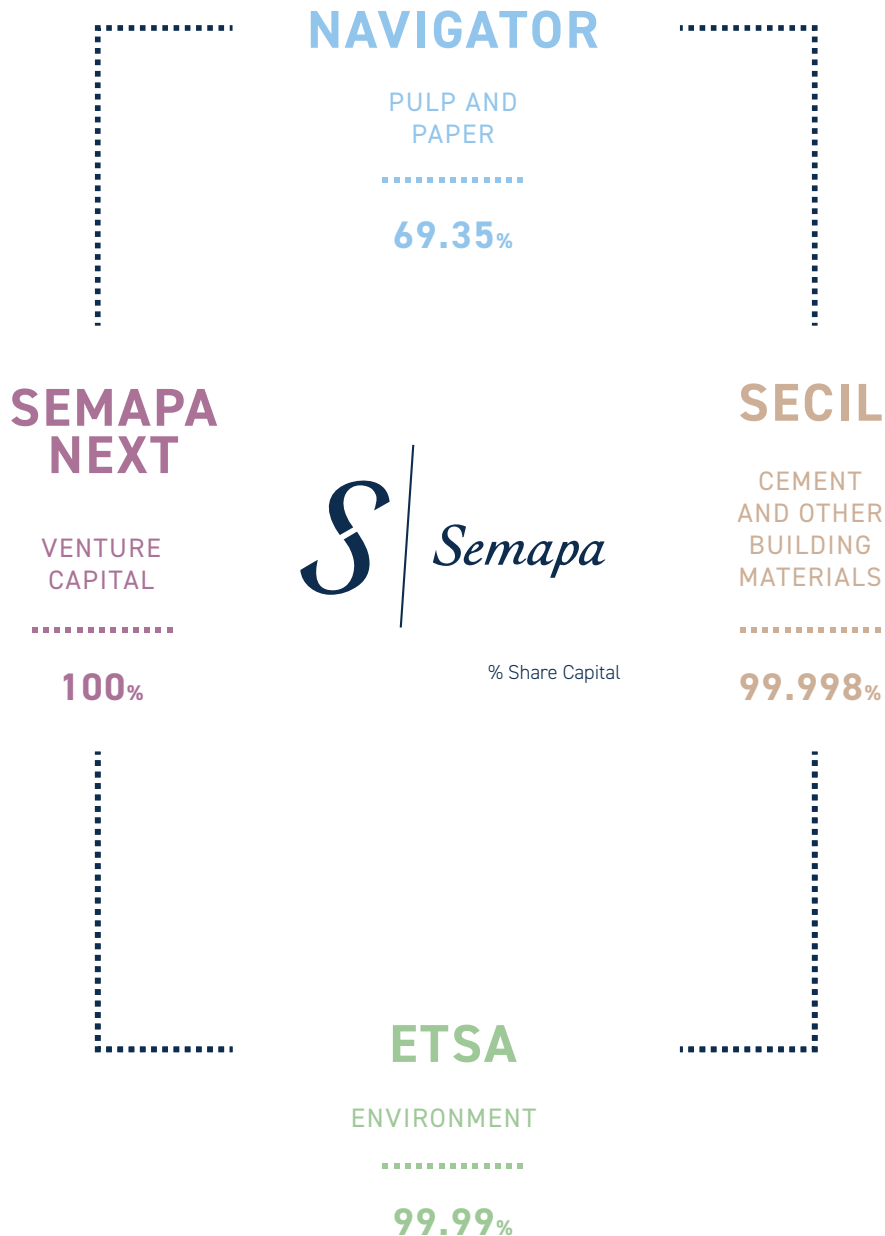 NAVIGATOR
PULP AND
PAPER
69.35%
SEMAPA
NEXT
VENTURE
CAPITAL
100%
S Semapa
% Share Capital
SECIL
CEMENT
AND OTHER
BUILDING
MATERIALS
99.998%
ETSA
ENVIRONMENT
99.99%